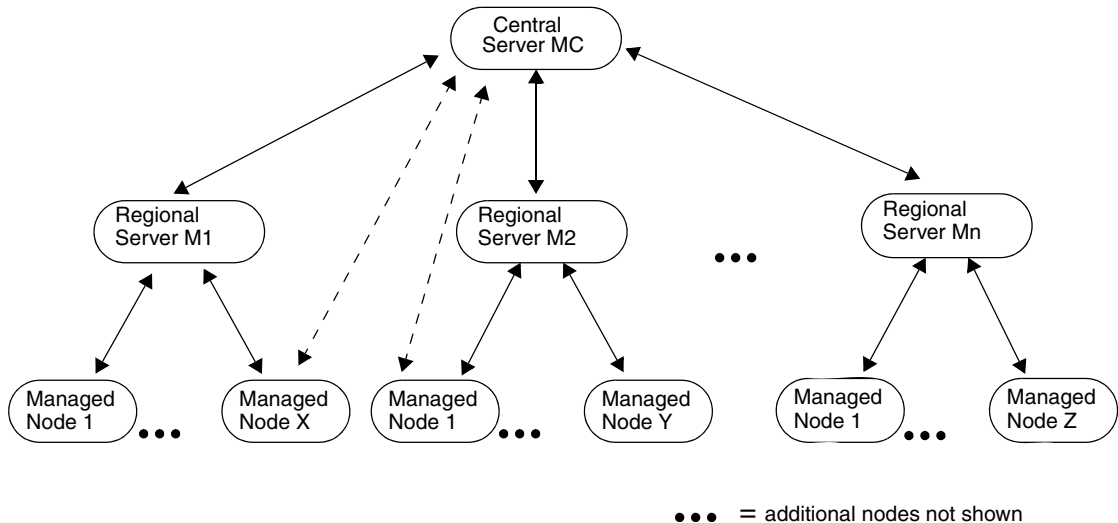 Central
Server MC
Regional
Server M1
Regional
Server M2
Regional
Server Mn
Managed
Node 1
Managed
Node X
Managed
Node 1
Managed
Node Y
Managed
Node 1
Managed
Node Z
= additional nodes not shown